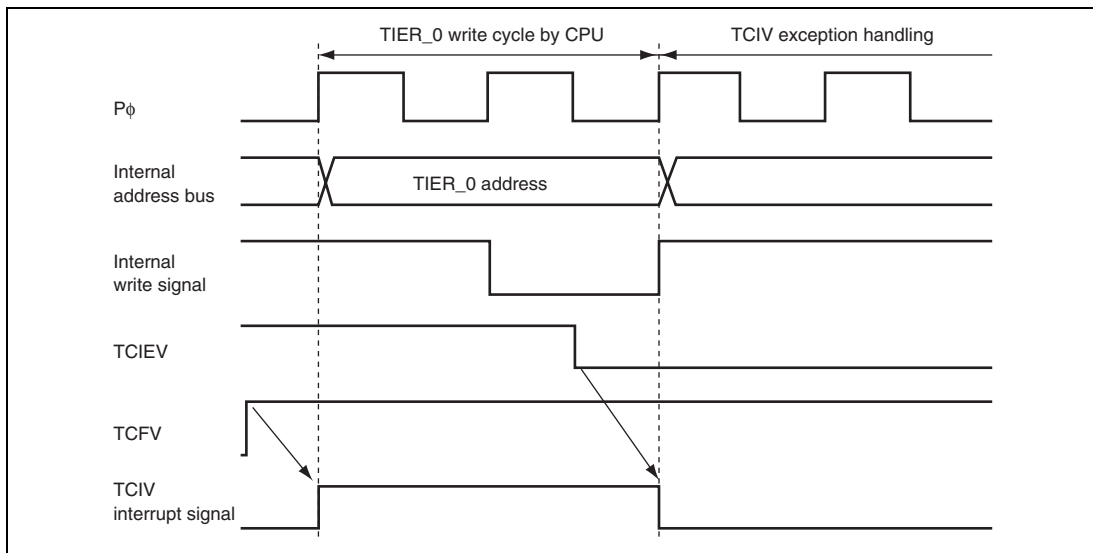 TIER_0 write cycle by CPU TCIV exception handling
Pϕ
Internal
address bus
TIER_0 address
Internal
write signal
TCIEV
TCFV
TCIV
interrupt signal